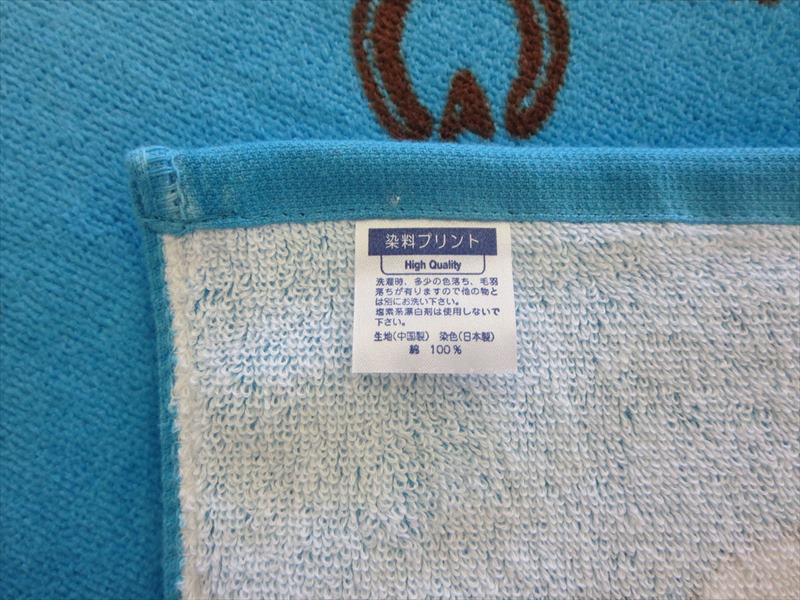 染料プリント
High Quality
洗濯時、多少の色落ち、毛羽
落ちが有りますので他の物と
は別にお洗い下さい。
塩素系漂白剤は使用しないで
下さい。
生地(中国製) 染色(日本製)
綿 100%